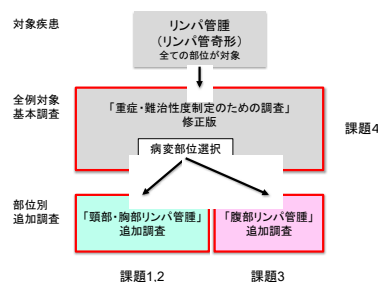 対象疾患
リンパ管腫
（リンパ管奇形）
全ての部位が対象
全例対象
基本調査
「重症・難治性度制定のための調査」
修正版
課題4
病変部位選択
部位別
追加調査
「頸部・胸部リンパ管腫」
追加調査
「腹部リンパ管腫」
追加調査
課題1,2
課題3